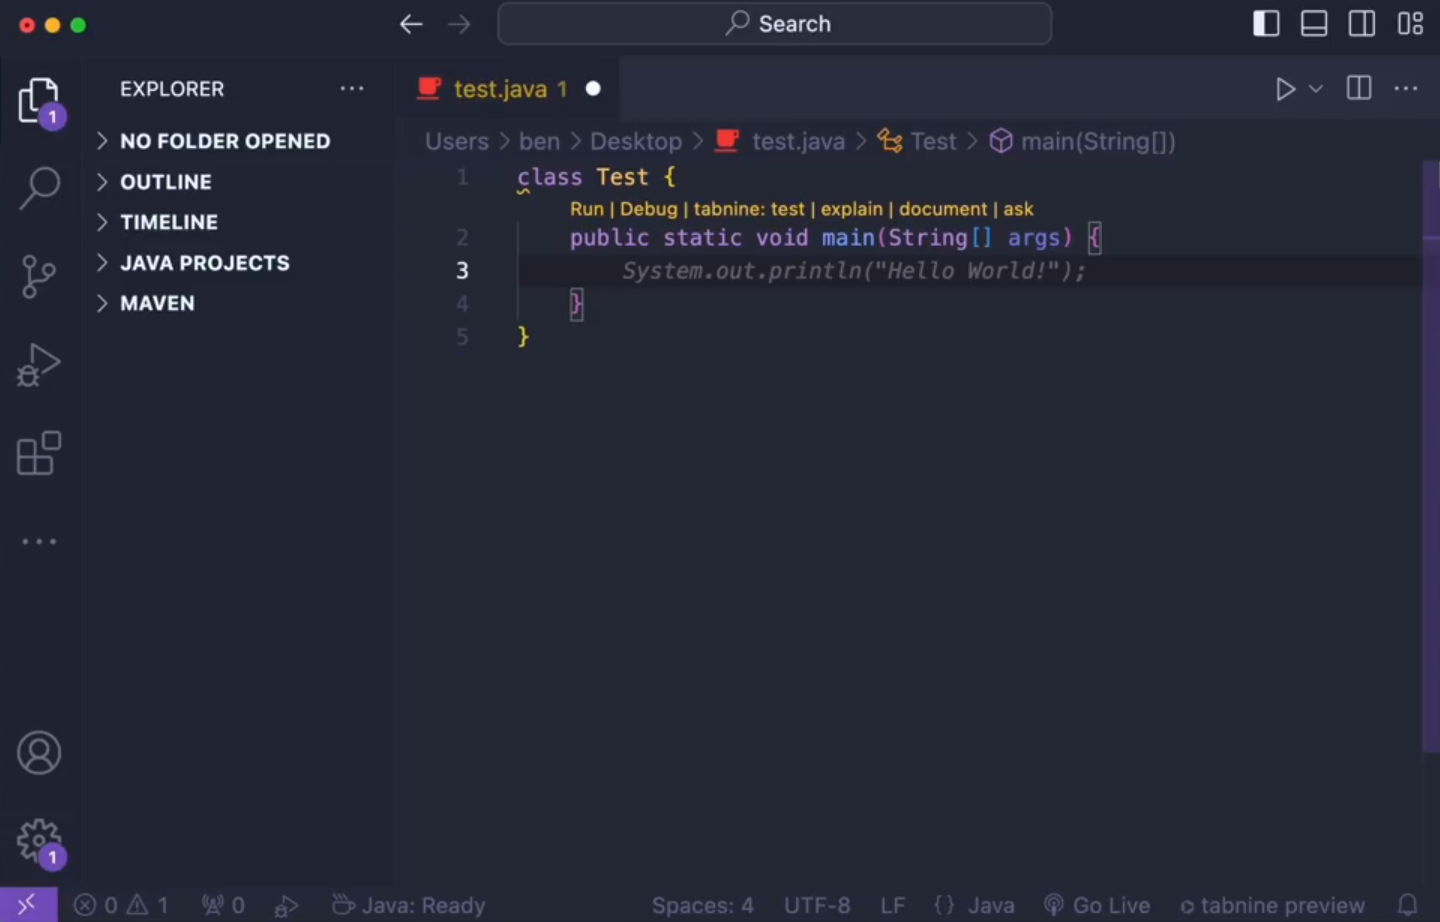 Search
EXPLORER
1
NO FOLDER OPENED
OUTLINE
TIMELINE
JAVA PROJECTS
MAVEN
1
test.java 1
Users > ben > Desktop > test.java > Test > main(String[])
1 class Test {
Run | Debug | tabnine: test | explain | document | ask
2 public static void main(String[] args) {
3 System.out.println("Hello World!");
4 }
5 }
0 1 0 Java: Ready Spaces: 4 UTF-8 LF {} Java Go Live tabnine preview